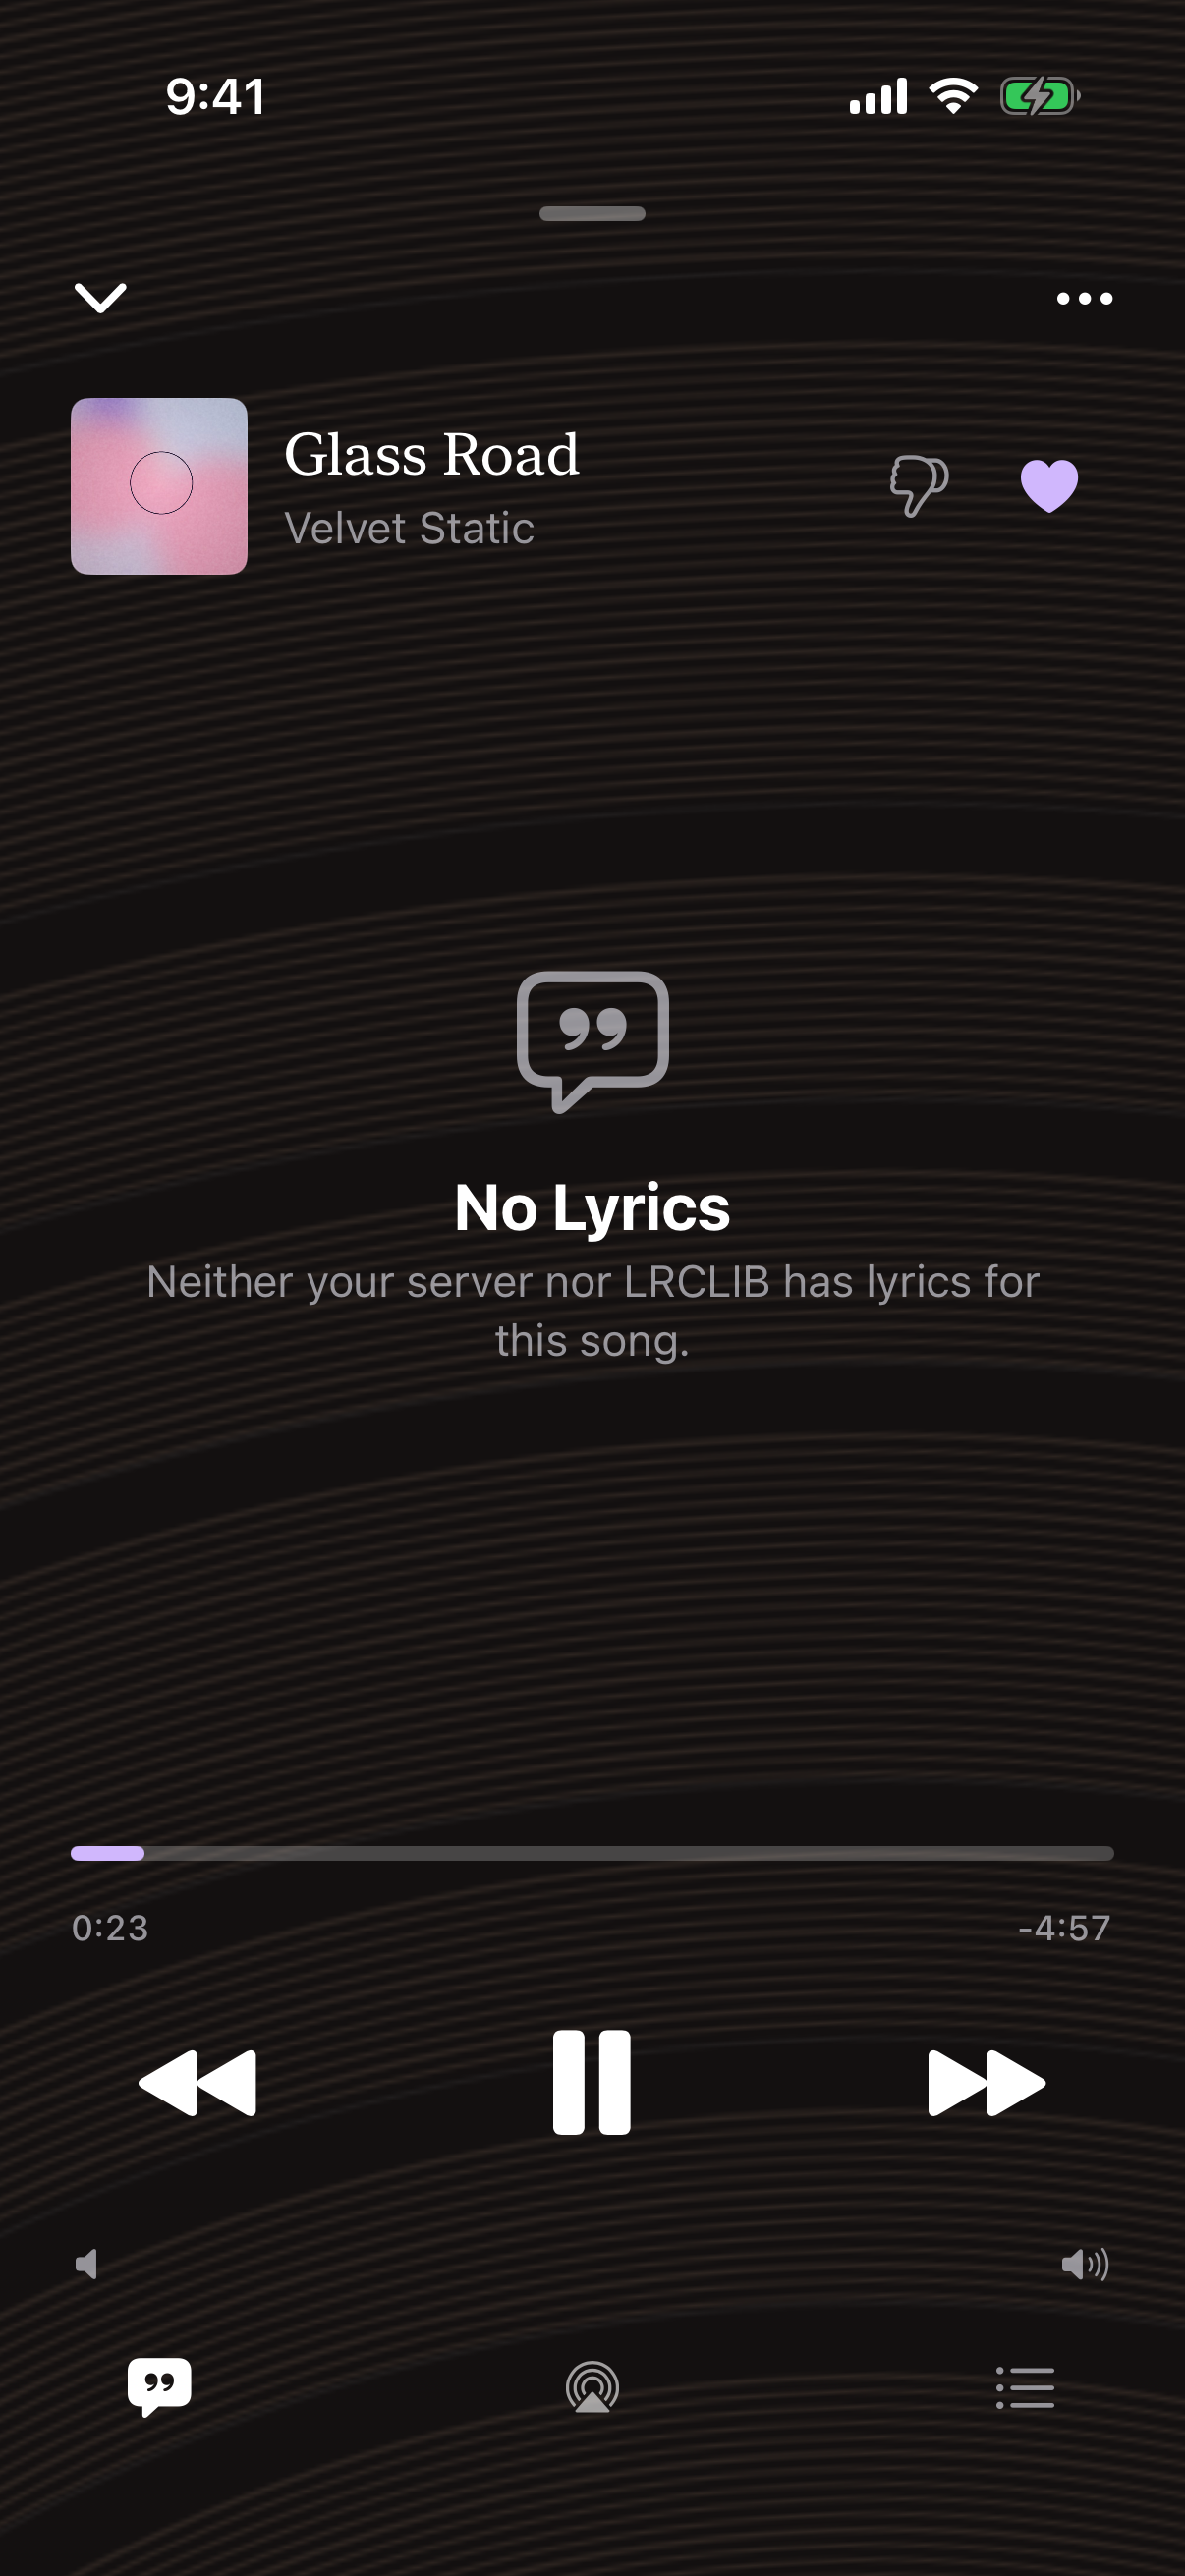 9:41
Glass Road
Velvet Static
No Lyrics
Neither your server nor LRCLIB has lyrics for
this song.
0:23
-4:57